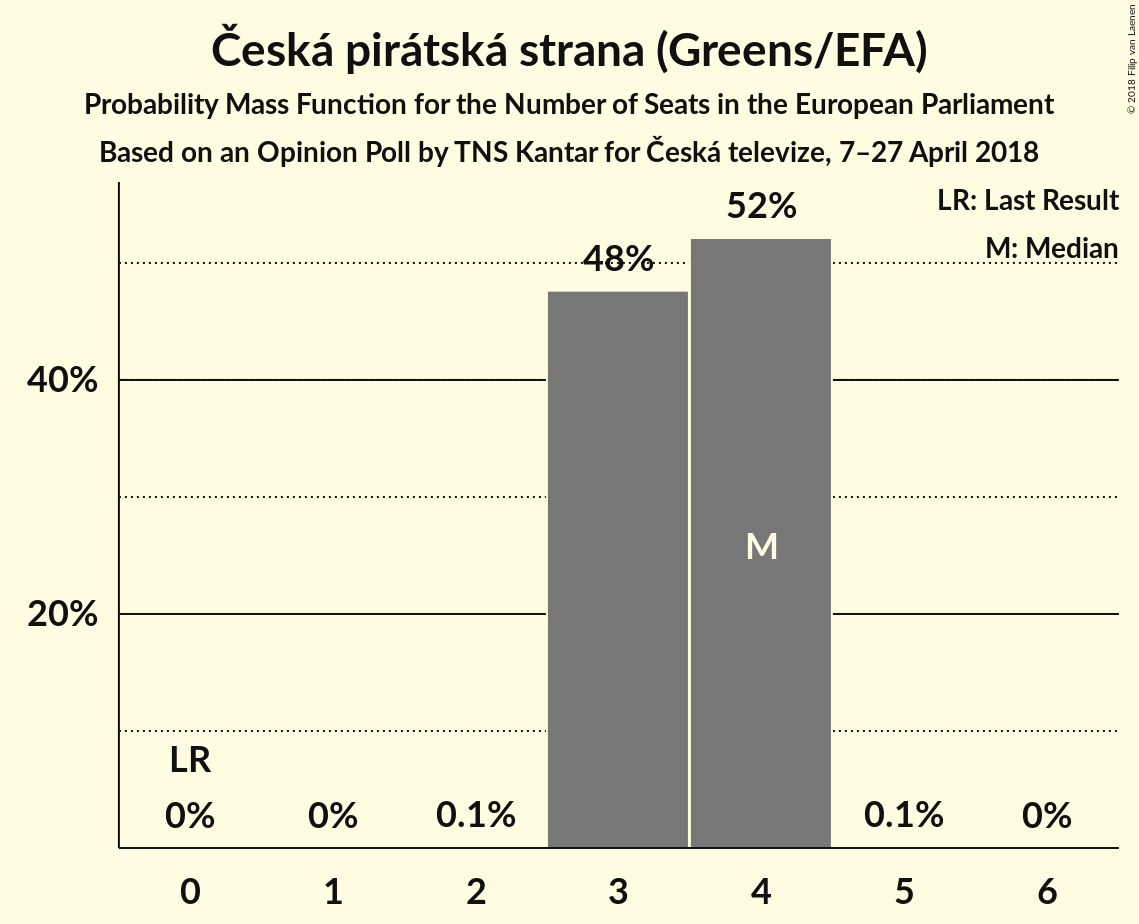 Česká pirátská strana (Greens/EFA)
Probability Mass Function for the Number of Seats in the European Parliament
Based on an Opinion Poll by TNS Kantar for Česká televize, 7–27 April 2018
© 2018 Filip van Laenen
LR: Last Result
M: Median
52%
48%
40%
M
20%
LR
0% 0% 0.1% 0.1% 0%
0 1 2 3 4 5 6